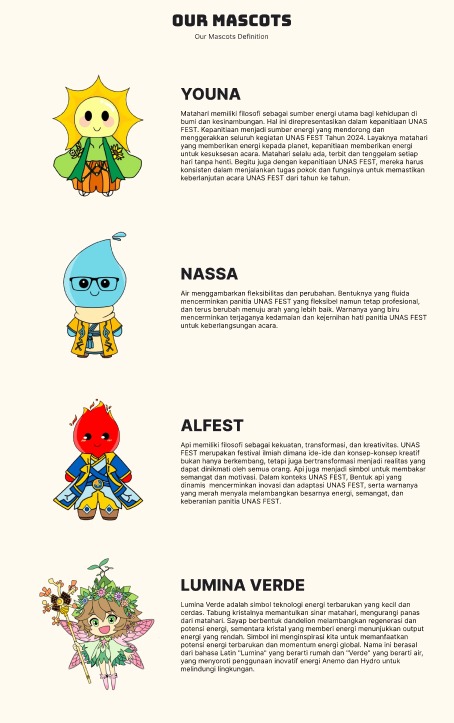 OUR MASCOTS
Our Mascots Definition
YOUNA
Matahari memiliki filosofi sebagai sumber energi utama bagi kehidupan di
bumi dan kesinambungan. Hal ini direpresentasikan dalam kepanitiaan UNAS
FEST. Kepanitiaan menjadi sumber energi yang mendorong dan
menggerakkan seluruh kegiatan UNAS FEST Tahun 2024. Layaknya matahari
yang memberikan energi kepada planet, kepanitiaan memberikan energi
untuk kesuksesan acara. Matahari selalu ada, terbit dan tenggelam setiap
hari tanpa henti. Begitu juga dengan kepanitiaan UNAS FEST, mereka harus
konsisten dalam menjalankan tugas pokok dan fungsinya untuk memastikan
keberlanjutan acara UNAS FEST dari tahun ke tahun.
NASSA
Air menggambarkan fleksibilitas dan perubahan. Bentuknya yang fluida
mencerminkan panitia UNAS FEST yang fleksibel namun tetap profesional,
dan terus berubah menuju arah yang lebih baik. Warnanya yang biru
mencerminkan terjaganya kedamaian dan kejernihan hati panitia UNAS FEST
untuk keberlangsungan acara.
ALFEST
Api memiliki filosofi sebagai kekuatan, transformasi, dan kreativitas. UNAS
FEST merupakan festival ilmiah dimana ide-ide dan konsep-konsep kreatif
bukan hanya berkembang, tetapi juga bertransformasi menjadi realitas yang
dapat dinikmati oleh semua orang. Api juga menjadi simbol untuk membakar
semangat dan motivasi. Dalam konteks UNAS FEST, Bentuk api yang
dinamis mencerminkan inovasi dan adaptasi UNAS FEST, serta warnanya
yang merah menyala melambangkan besarnya energi, semangat, dan
keberanian panitia UNAS FEST.
LUMINA VERDE
Lumina Verde adalah simbol teknologi energi terbarukan yang kecil dan
cerdas. Tabung kristalnya memantulkan sinar matahari, mengurangi panas
dari matahari. Sayap berbentuk dandelion melambangkan regenerasi dan
potensi energi, sementara kristal yang memberi energi menunjukkan output
energi yang rendah. Simbol ini menginspirasi kita untuk memanfaatkan
potensi energi terbarukan dan momentum energi global. Nama ini berasal
dari bahasa Latin "Lumina" yang berarti rumah dan "Verde" yang berarti air,
yang menyoroti penggunaan inovatif energi Anemo dan Hydro untuk
melindungi lingkungan.